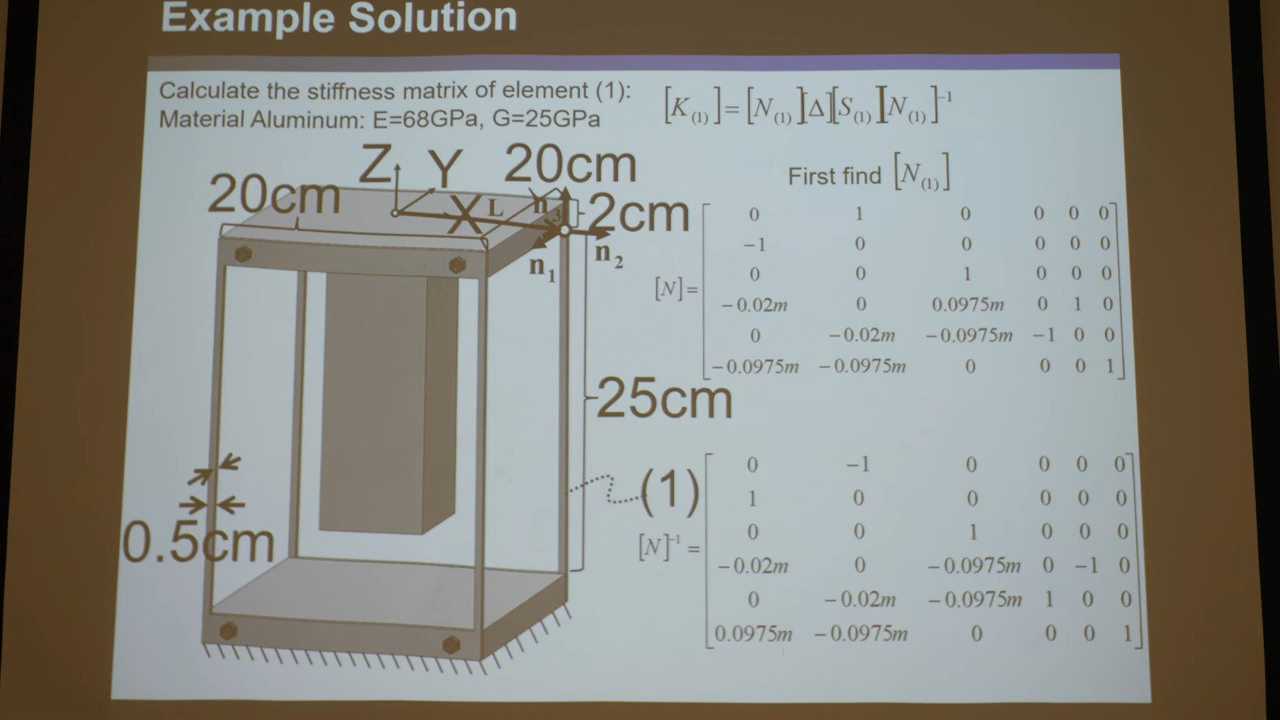 Example Solution
Calculate the stiffness matrix of element (1):
Material Aluminum: E=68GPa, G=25GPa
[K(1)]=[N(1)][Δ][S(1)][N(1)]⁻¹
First find [N(1)]
Z Y 20cm
20cm
X L n3 2cm
n1 n2
25cm
(1)
0.5cm
[N]=
0 1 0 0 0 0
−1 0 0 0 0 0
0 0 1 0 0 0
−0.02m 0 0.0975m 0 1 0
0 −0.02m −0.0975m −1 0 0
−0.0975m −0.0975m 0 0 0 1
[N]⁻¹ =
0 −1 0 0 0 0
1 0 0 0 0 0
0 0 1 0 0 0
−0.02m 0 −0.0975m 0 −1 0
0 −0.02m −0.0975m 1 0 0
0.0975m −0.0975m 0 0 0 1